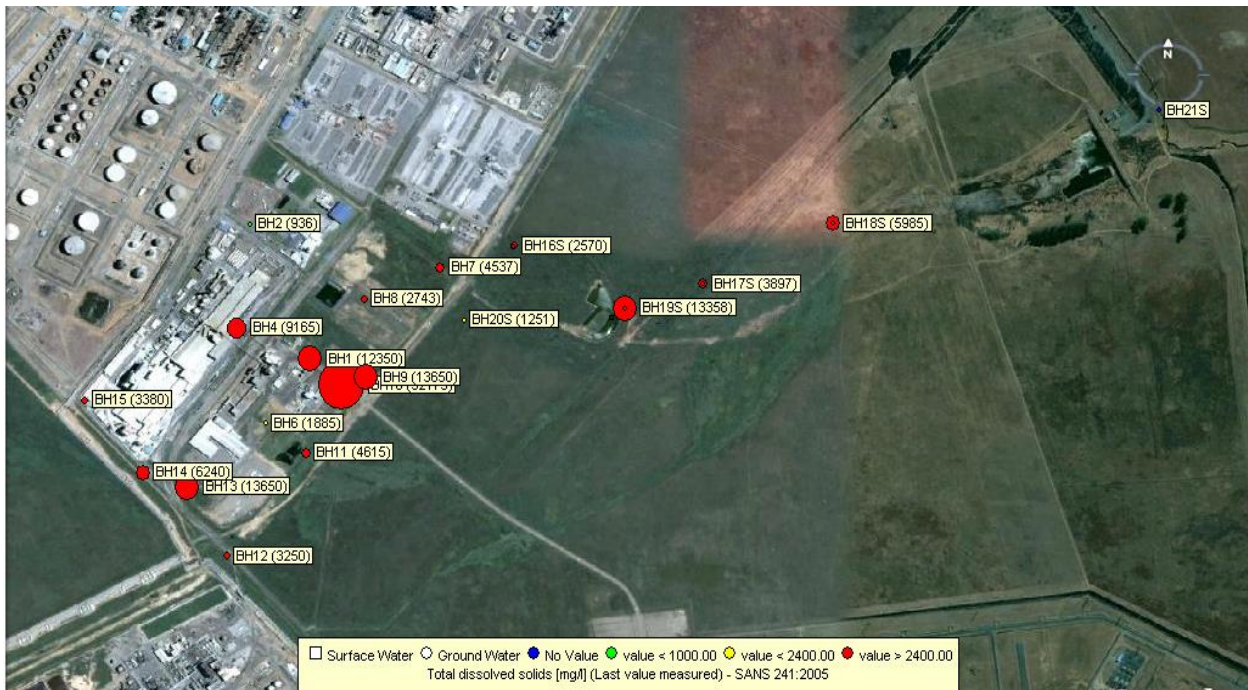 N
BH21S
BH2 (936)
BH18S (5985)
BH16S (2570)
BH7 (4537)
BH17S (3897)
BH8 (2743)
BH19S (13358)
BH20S (1251)
BH4 (9165)
BH1 (12350)
BH9 (13650)
BH15 (3380)
BH6 (1885)
BH11 (4615)
BH14 (6240)
BH13 (13650)
BH12 (3250)
Surface Water Ground Water No Value value < 1000.00 value < 2400.00 value > 2400.00
Total dissolved solids [mg/l] (Last value measured) - SANS 241:2005